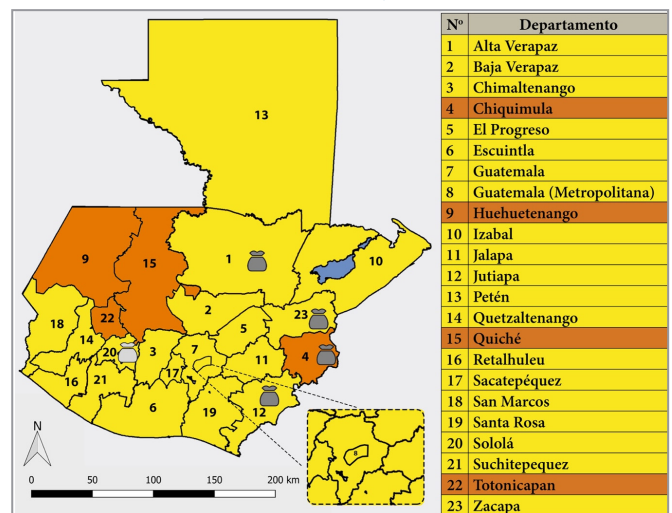 13
9
15
1
10
22
18
14
20
2
23
5
3
7
4
11
17
16
21
6
19
12
8
N
0 50 100 150 200 km
Nº Departamento
1 Alta Verapaz
2 Baja Verapaz
3 Chimaltenango
4 Chiquimula
5 El Progreso
6 Escuintla
7 Guatemala
8 Guatemala (Metropolitana)
9 Huehuetenango
10 Izabal
11 Jalapa
12 Jutiapa
13 Petén
14 Quetzaltenango
15 Quiché
16 Retalhuleu
17 Sacatepéquez
18 San Marcos
19 Santa Rosa
20 Sololá
21 Suchitepequez
22 Totonicapan
23 Zacapa